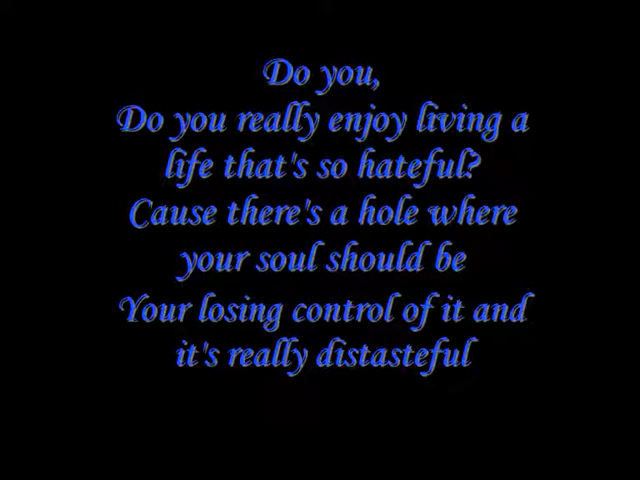 Do you,
Do you really enjoy living a
life that's so hateful?
Cause there's a hole where
your soul should be
Your losing control of it and
it's really distasteful